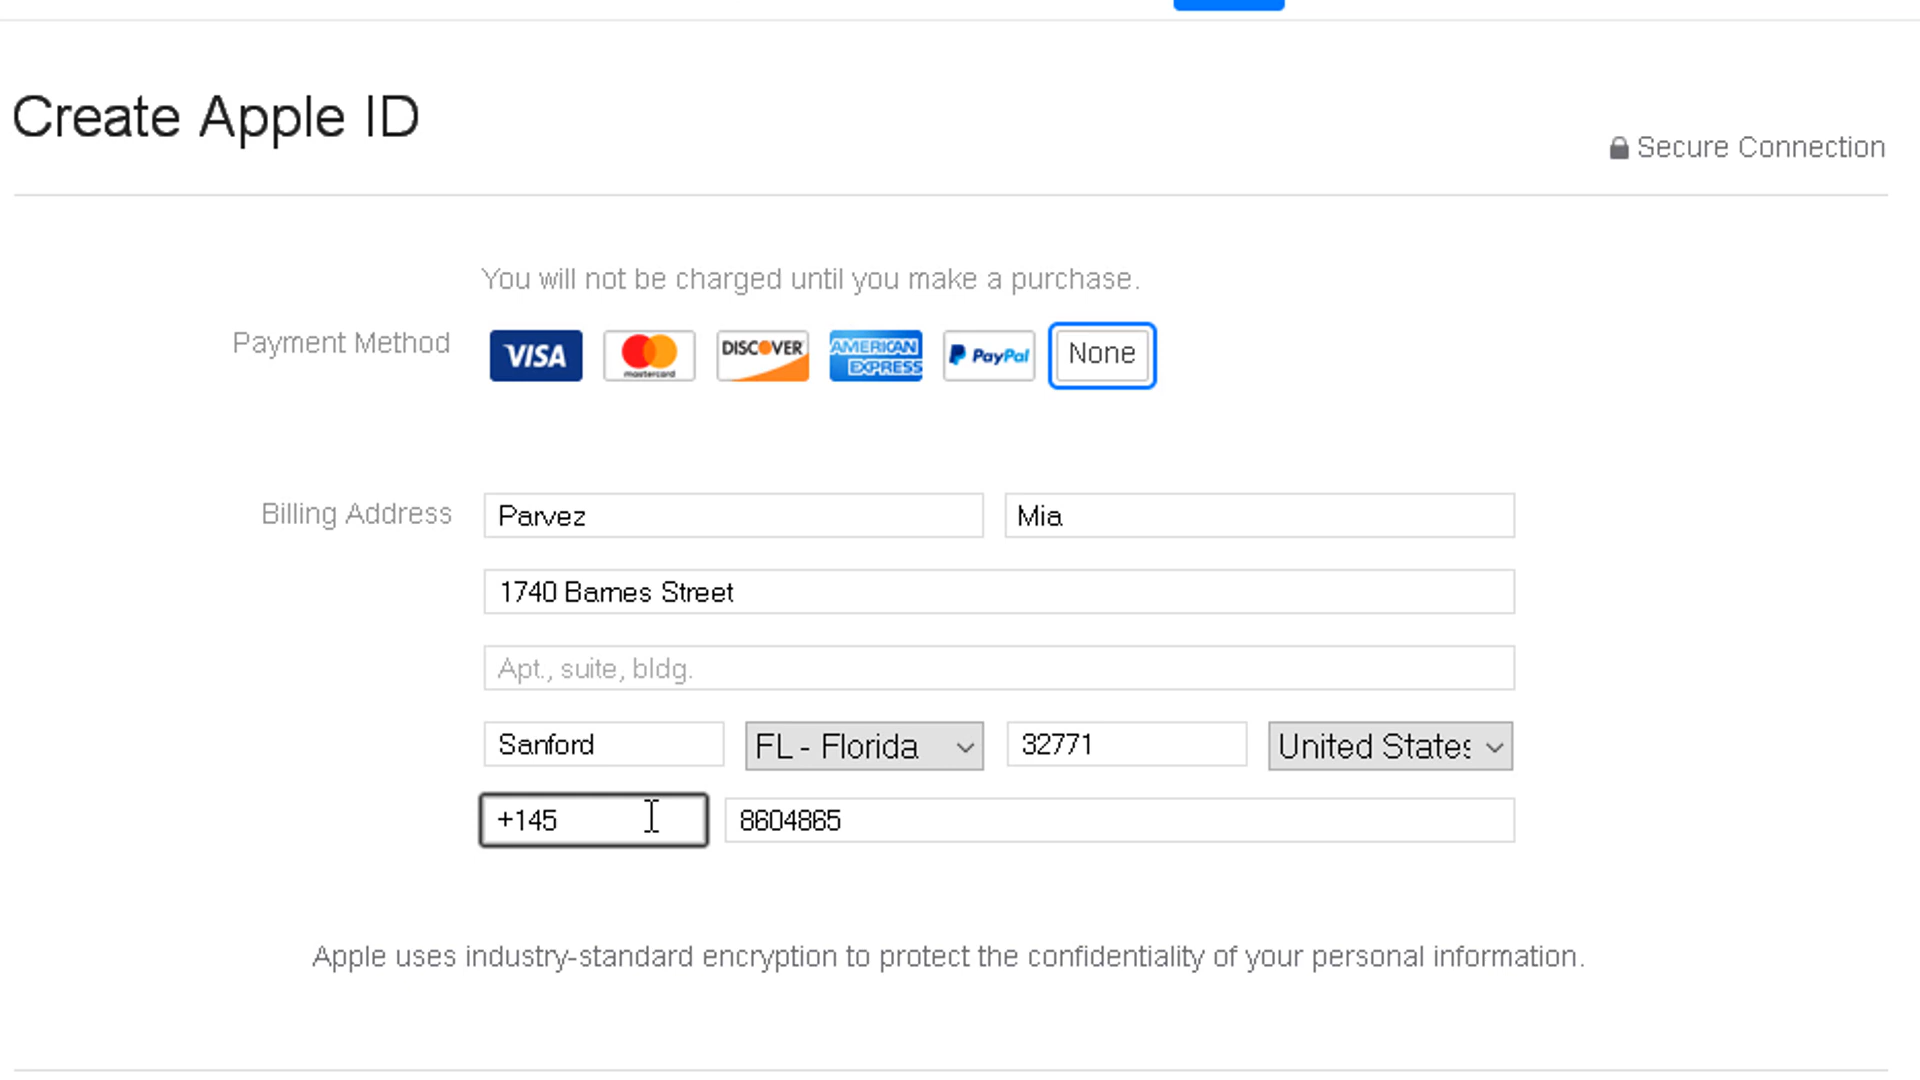 Create Apple ID
Secure Connection
You will not be charged until you make a purchase.
Payment Method VISA mastercard DISCOVER AMERICAN EXPRESS PayPal None
Billing Address Parvez Mia
1740 Barnes Street
Apt., suite, bldg.
Sanford FL - Florida 32771 United States
+145 8604865
Apple uses industry-standard encryption to protect the confidentiality of your personal information.